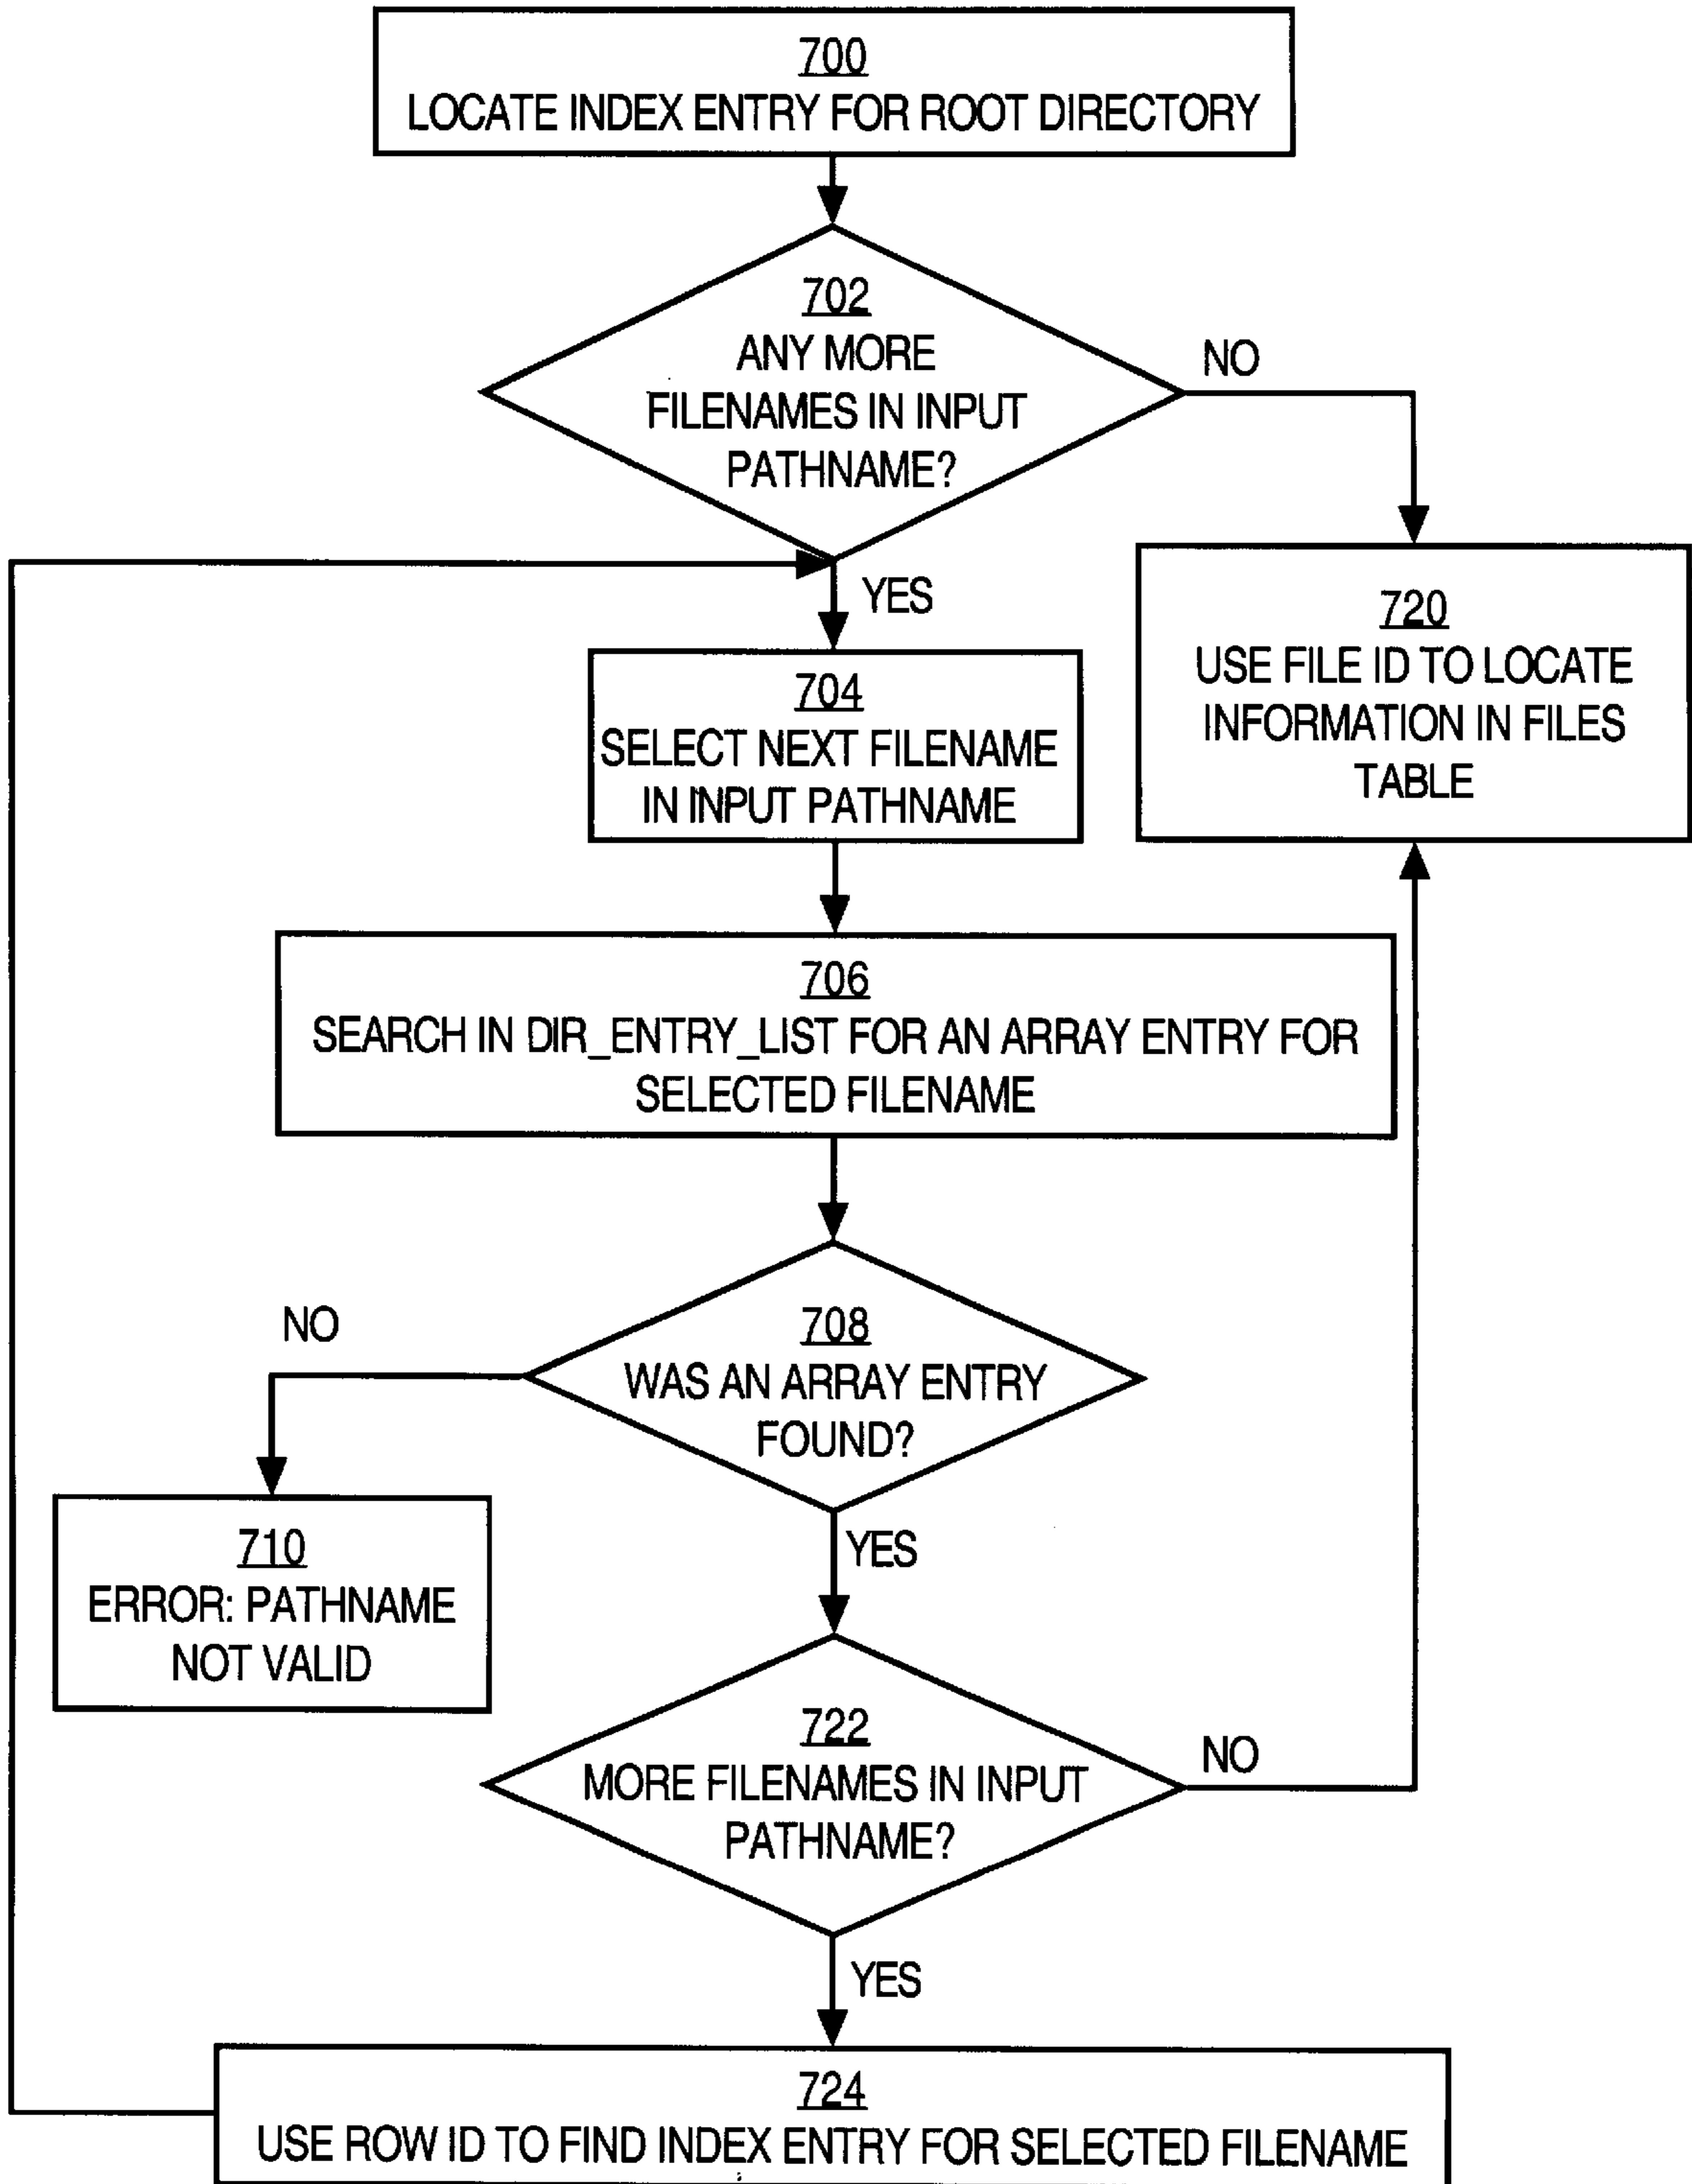 700
LOCATE INDEX ENTRY FOR ROOT DIRECTORY
702
ANY MORE
FILENAMES IN INPUT
PATHNAME?
NO
YES
704
SELECT NEXT FILENAME
IN INPUT PATHNAME
720
USE FILE ID TO LOCATE
INFORMATION IN FILES
TABLE
706
SEARCH IN DIR_ENTRY_LIST FOR AN ARRAY ENTRY FOR
SELECTED FILENAME
708
WAS AN ARRAY ENTRY
FOUND?
NO
YES
710
ERROR: PATHNAME
NOT VALID
722
MORE FILENAMES IN INPUT
PATHNAME?
NO
YES
724
USE ROW ID TO FIND INDEX ENTRY FOR SELECTED FILENAME